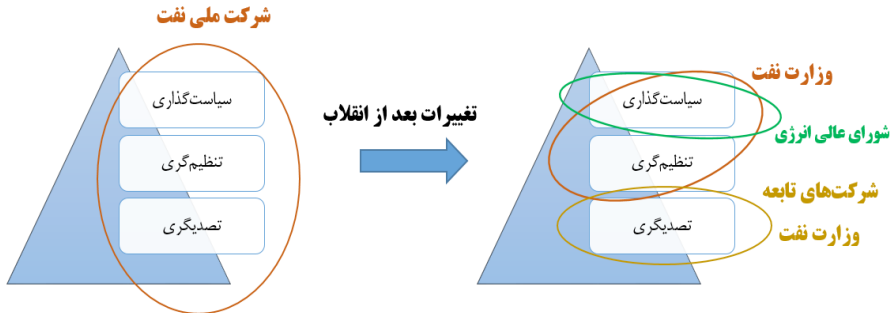 شرکت ملی نفت
سیاست‌گذاری
تنظیم‌گری
تصدیگری
تغییرات بعد از انقلاب
وزارت نفت
سیاست‌گذاری
شورای عالی انرژی
تنظیم‌گری
شرکت‌های تابعه
تصدیگری
وزارت نفت